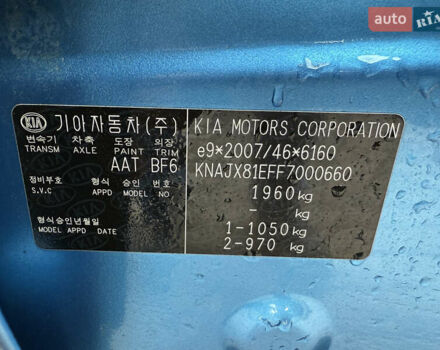 auto RIA
KIA 기아자동차(주) KIA MOTORS CORPORATION
변속기 차축 도장 의장
TRANSM AXLE PAINT TRIM
AAT BF6
e9*2007/46*6160
KNAJX81EFF7000660
정비부호 형식 승인 번호
S.V.C APPD MODEL NO
1960 kg
- kg
형식승인년월일
MODEL APPD DATE
1-1050 kg
2-970 kg